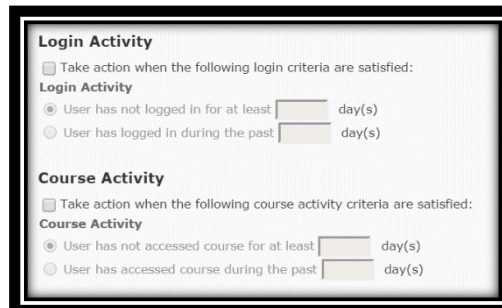 Login Activity
Take action when the following login criteria are satisfied:
Login Activity
User has not logged in for at least day(s)
User has logged in during the past day(s)
Course Activity
Take action when the following course activity criteria are satisfied:
Course Activity
User has not accessed course for at least day(s)
User has accessed course during the past day(s)